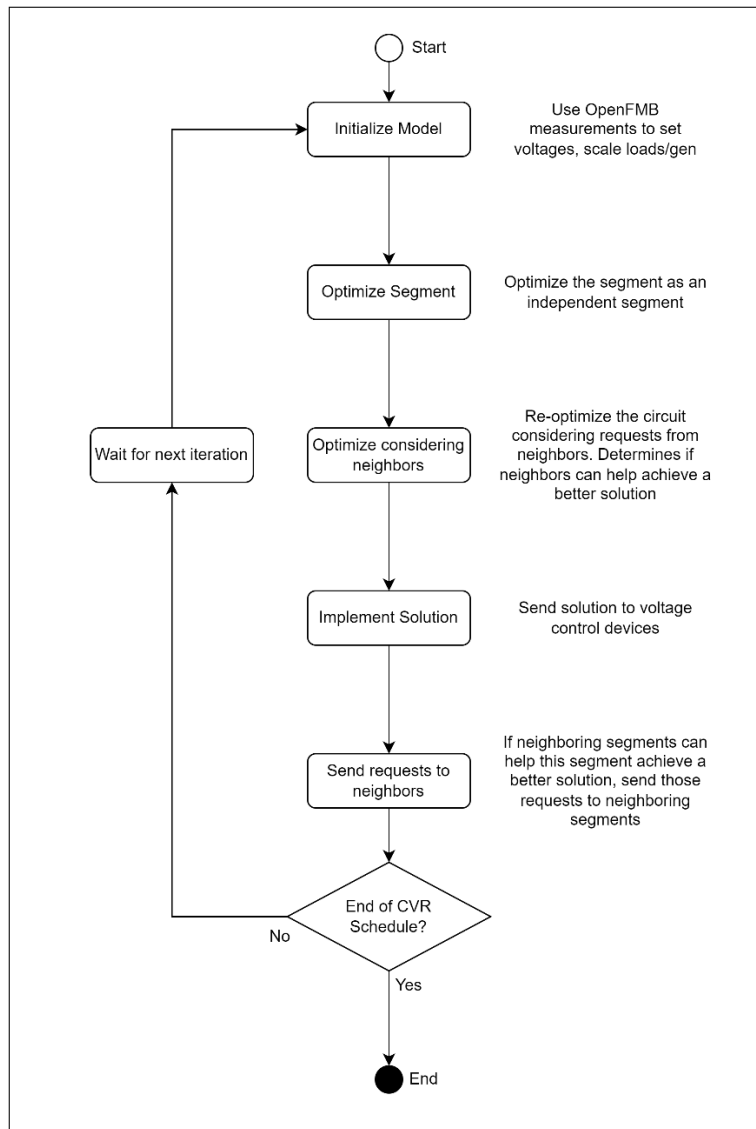 Start
Initialize Model
Use OpenFMB
measurements to set
voltages, scale loads/gen
Optimize Segment
Optimize the segment as an
independent segment
Wait for next iteration
Optimize considering
neighbors
Re-optimize the circuit
considering requests from
neighbors. Determines if
neighbors can help achieve a
better solution
Implement Solution
Send solution to voltage
control devices
Send requests to
neighbors
If neighboring segments can
help this segment achieve a
better solution, send those
requests to neighboring
segments
End of CVR
Schedule?
No
Yes
End